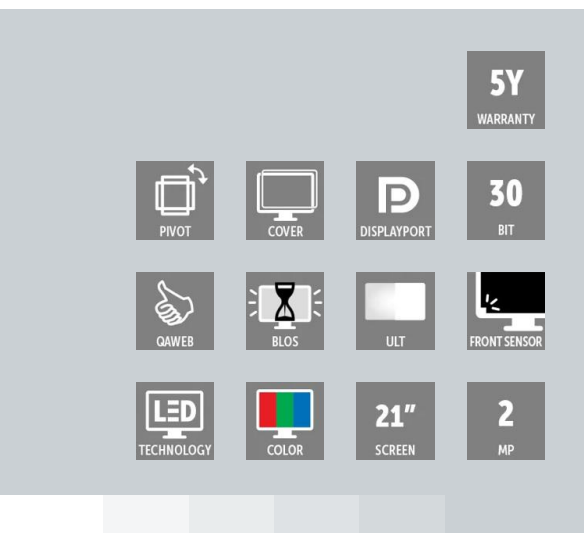 5Y
WARRANTY
PIVOT
COVER
DISPLAYPORT
30
BIT
QAWEB
BLOS
ULT
FRONT SENSOR
LED
TECHNOLOGY
COLOR
21"
SCREEN
2
MP